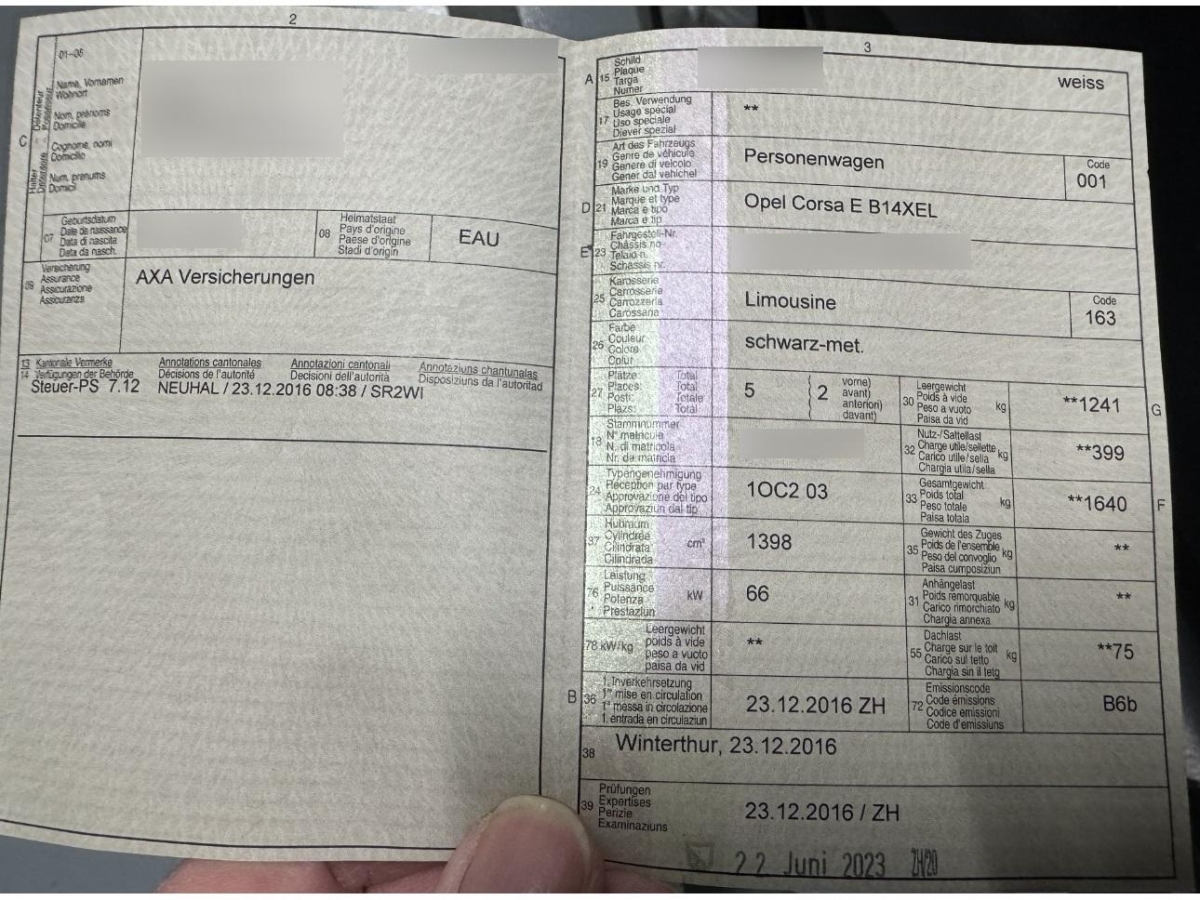 2
01-06
Name, Vornamen
Wohnort
Nom, prénoms
Domicile
Cognome, nomi
Domicilio
Num, prenums
Domicil
C
07
Geburtsdatum
Date de naissance
Data di nascita
Data da nasch.
08
Heimatstaat
Pays d'origine
Paese d'origine
Stadi d'origin
EAU
09
Versicherung
Assurance
Assicurazione
Assicuranza
AXA Versicherungen
13 Kantonale Vermerke Annotations cantonales Annotazioni cantonali Annotaziuns chantunalas
14 Verfügungen der Behörde Décisions de l'autorité Decisioni dell'autorità Disposiziuns da l'autoritad
Steuer-PS 7.12 NEUHAL / 23.12.2016 08:38 / SR2WI
3
A 15
Schild
Plaque
Targa
Numer
weiss
17
Bes. Verwendung
Usage spécial
Uso speciale
Diever spezial
**
19
Art des Fahrzeugs
Genre de véhicule
Genere di veicolo
Gener dal vehichel
Personenwagen
Code
001
D 21
Marke und Typ
Marque et type
Marca e tipo
Marca e tip
Opel Corsa E B14XEL
E 23
Fahrgestell-Nr.
Châssis no
Telaio n.
Schassis nr.
25
Karosserie
Carrosserie
Carrozzeria
Carossaria
Limousine
Code
163
26
Farbe
Couleur
Colore
Colur
schwarz-met.
27
Plätze: Total
Places: Total
Posti: Totale
Plazs: Total
5
2
vorne)
avant)
anteriori)
davant)
30
Leergewicht
Poids à vide
Peso a vuoto
Paisa da vid
kg
**1241
G
18
Stammnummer
N° matricule
N. di matricola
Nr. da matricla
32
Nutz-/Sattellast
Charge utile/sellette
Carico utile/sella
Chargia utila/sella
kg
**399
24
Typengenehmigung
Réception par type
Approvazione del tipo
Approvaziun dal tip
1OC2 03
33
Gesamtgewicht
Poids total
Peso totale
Paisa totala
kg
**1640
F
37
Hubraum
Cylindrée
Cilindrata
Cilindrada
cm³
1398
35
Gewicht des Zuges
Poids de l'ensemble
Peso del convoglio
Paisa cumposiziun
kg
**
76
Leistung
Puissance
Potenza
Prestaziun
kW
66
31
Anhängelast
Poids remorquable
Carico rimorchiato
Chargia annexa
kg
**
78 kW/kg
Leergewicht
poids à vide
peso a vuoto
paisa da vid
**
55
Dachlast
Charge sur le toit
Carico sul tetto
Chargia sin il tetg
kg
**75
B 36
1. Inverkehrsetzung
1re mise en circulation
1a messa in circolazione
1. entrada en circulaziun
23.12.2016 ZH
72
Emissionscode
Code émissions
Codice emissioni
Code d'emissiuns
B6b
38
Winterthur, 23.12.2016
39
Prüfungen
Expertises
Perizie
Examinaziuns
23.12.2016 / ZH
22 Juni 2023 ZH/20